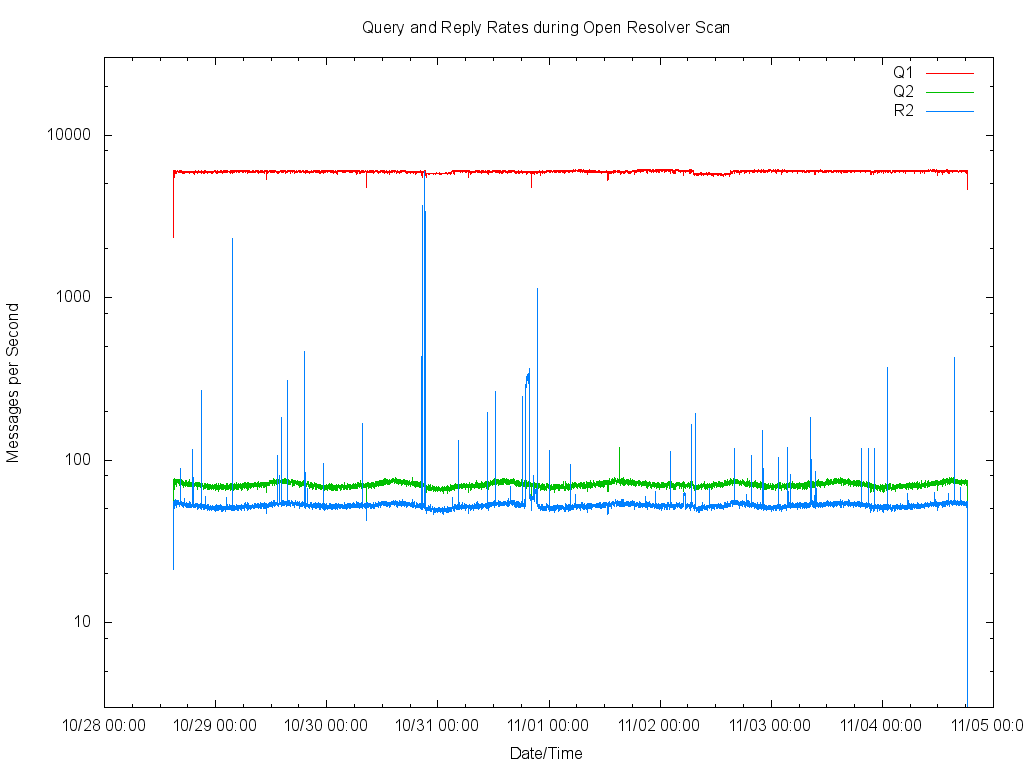 Query and Reply Rates during Open Resolver Scan
Q1
Q2
R2
10000
1000
100
10
Messages per Second
10/28 00:00 10/29 00:00 10/30 00:00 10/31 00:00 11/01 00:00 11/02 00:00 11/03 00:00 11/04 00:00 11/05 00:0
Date/Time